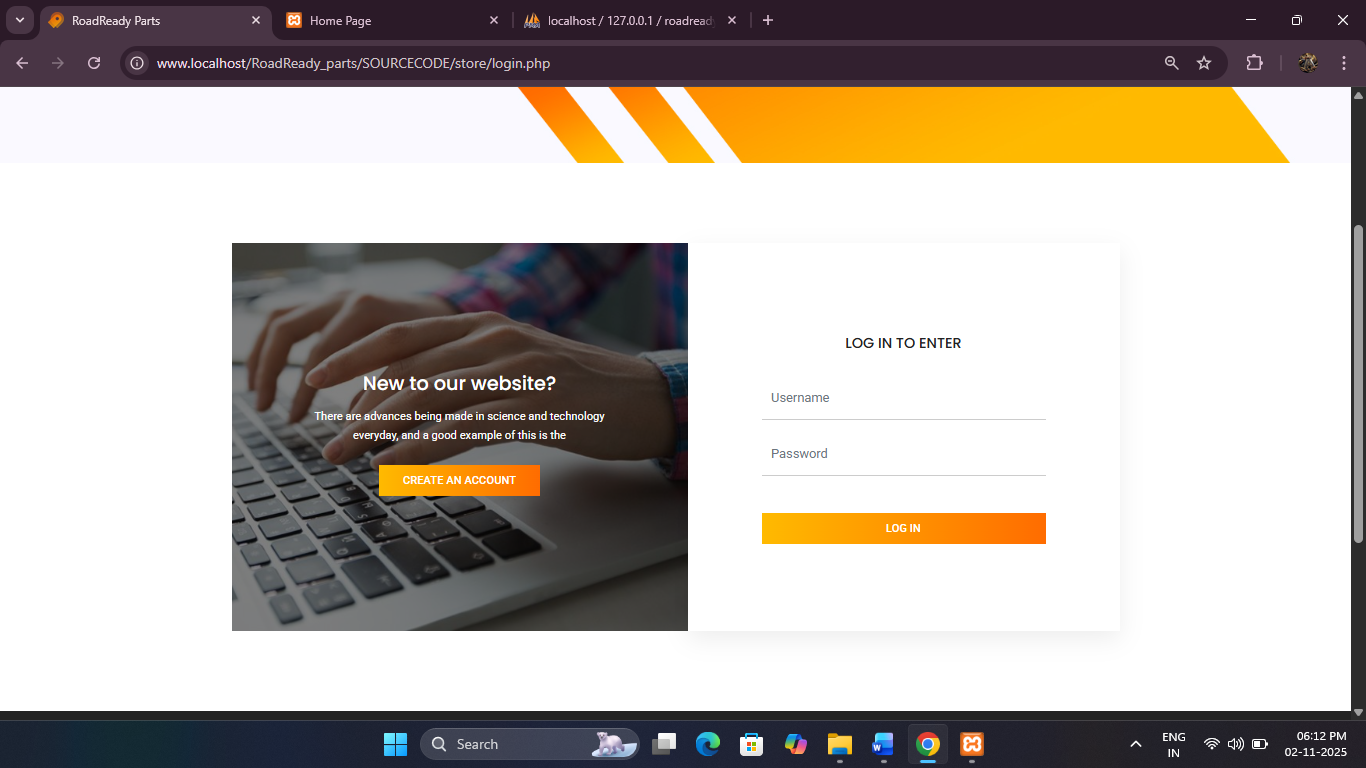 RoadReady Parts
Home Page
localhost / 127.0.0.1 / roadready
www.localhost/RoadReady_parts/SOURCECODE/store/login.php
New to our website?
There are advances being made in science and technology
everyday, and a good example of this is the
CREATE AN ACCOUNT
LOG IN TO ENTER
Username
Password
LOG IN
Search
ENG
IN
06:12 PM
02-11-2025